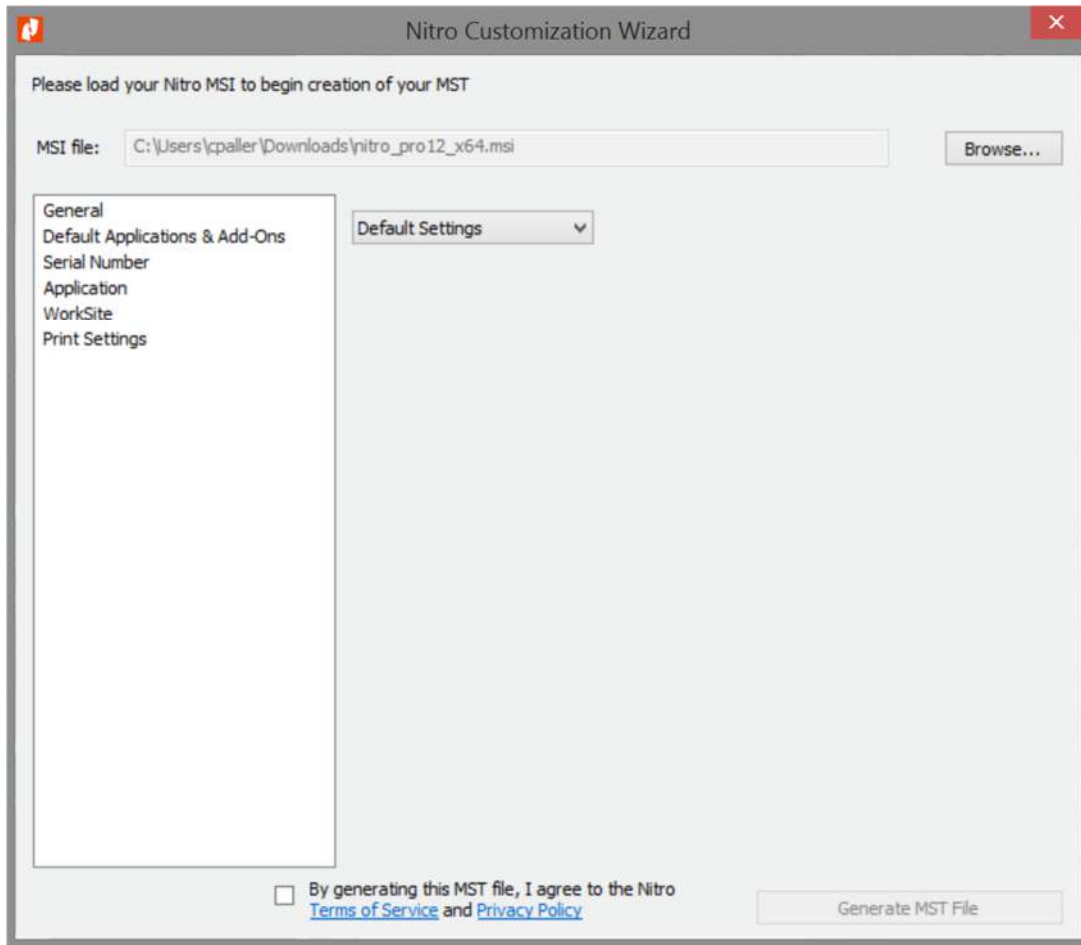 Nitro Customization Wizard
Please load your Nitro MSI to begin creation of your MST
MSI file:
C:\Users\cpaller\Downloads\nitro_pro12_x64.msi
Browse...
General
Default Applications & Add-Ons
Serial Number
Application
WorkSite
Print Settings
Default Settings
By generating this MST file, I agree to the Nitro
Terms of Service and Privacy Policy
Generate MST File